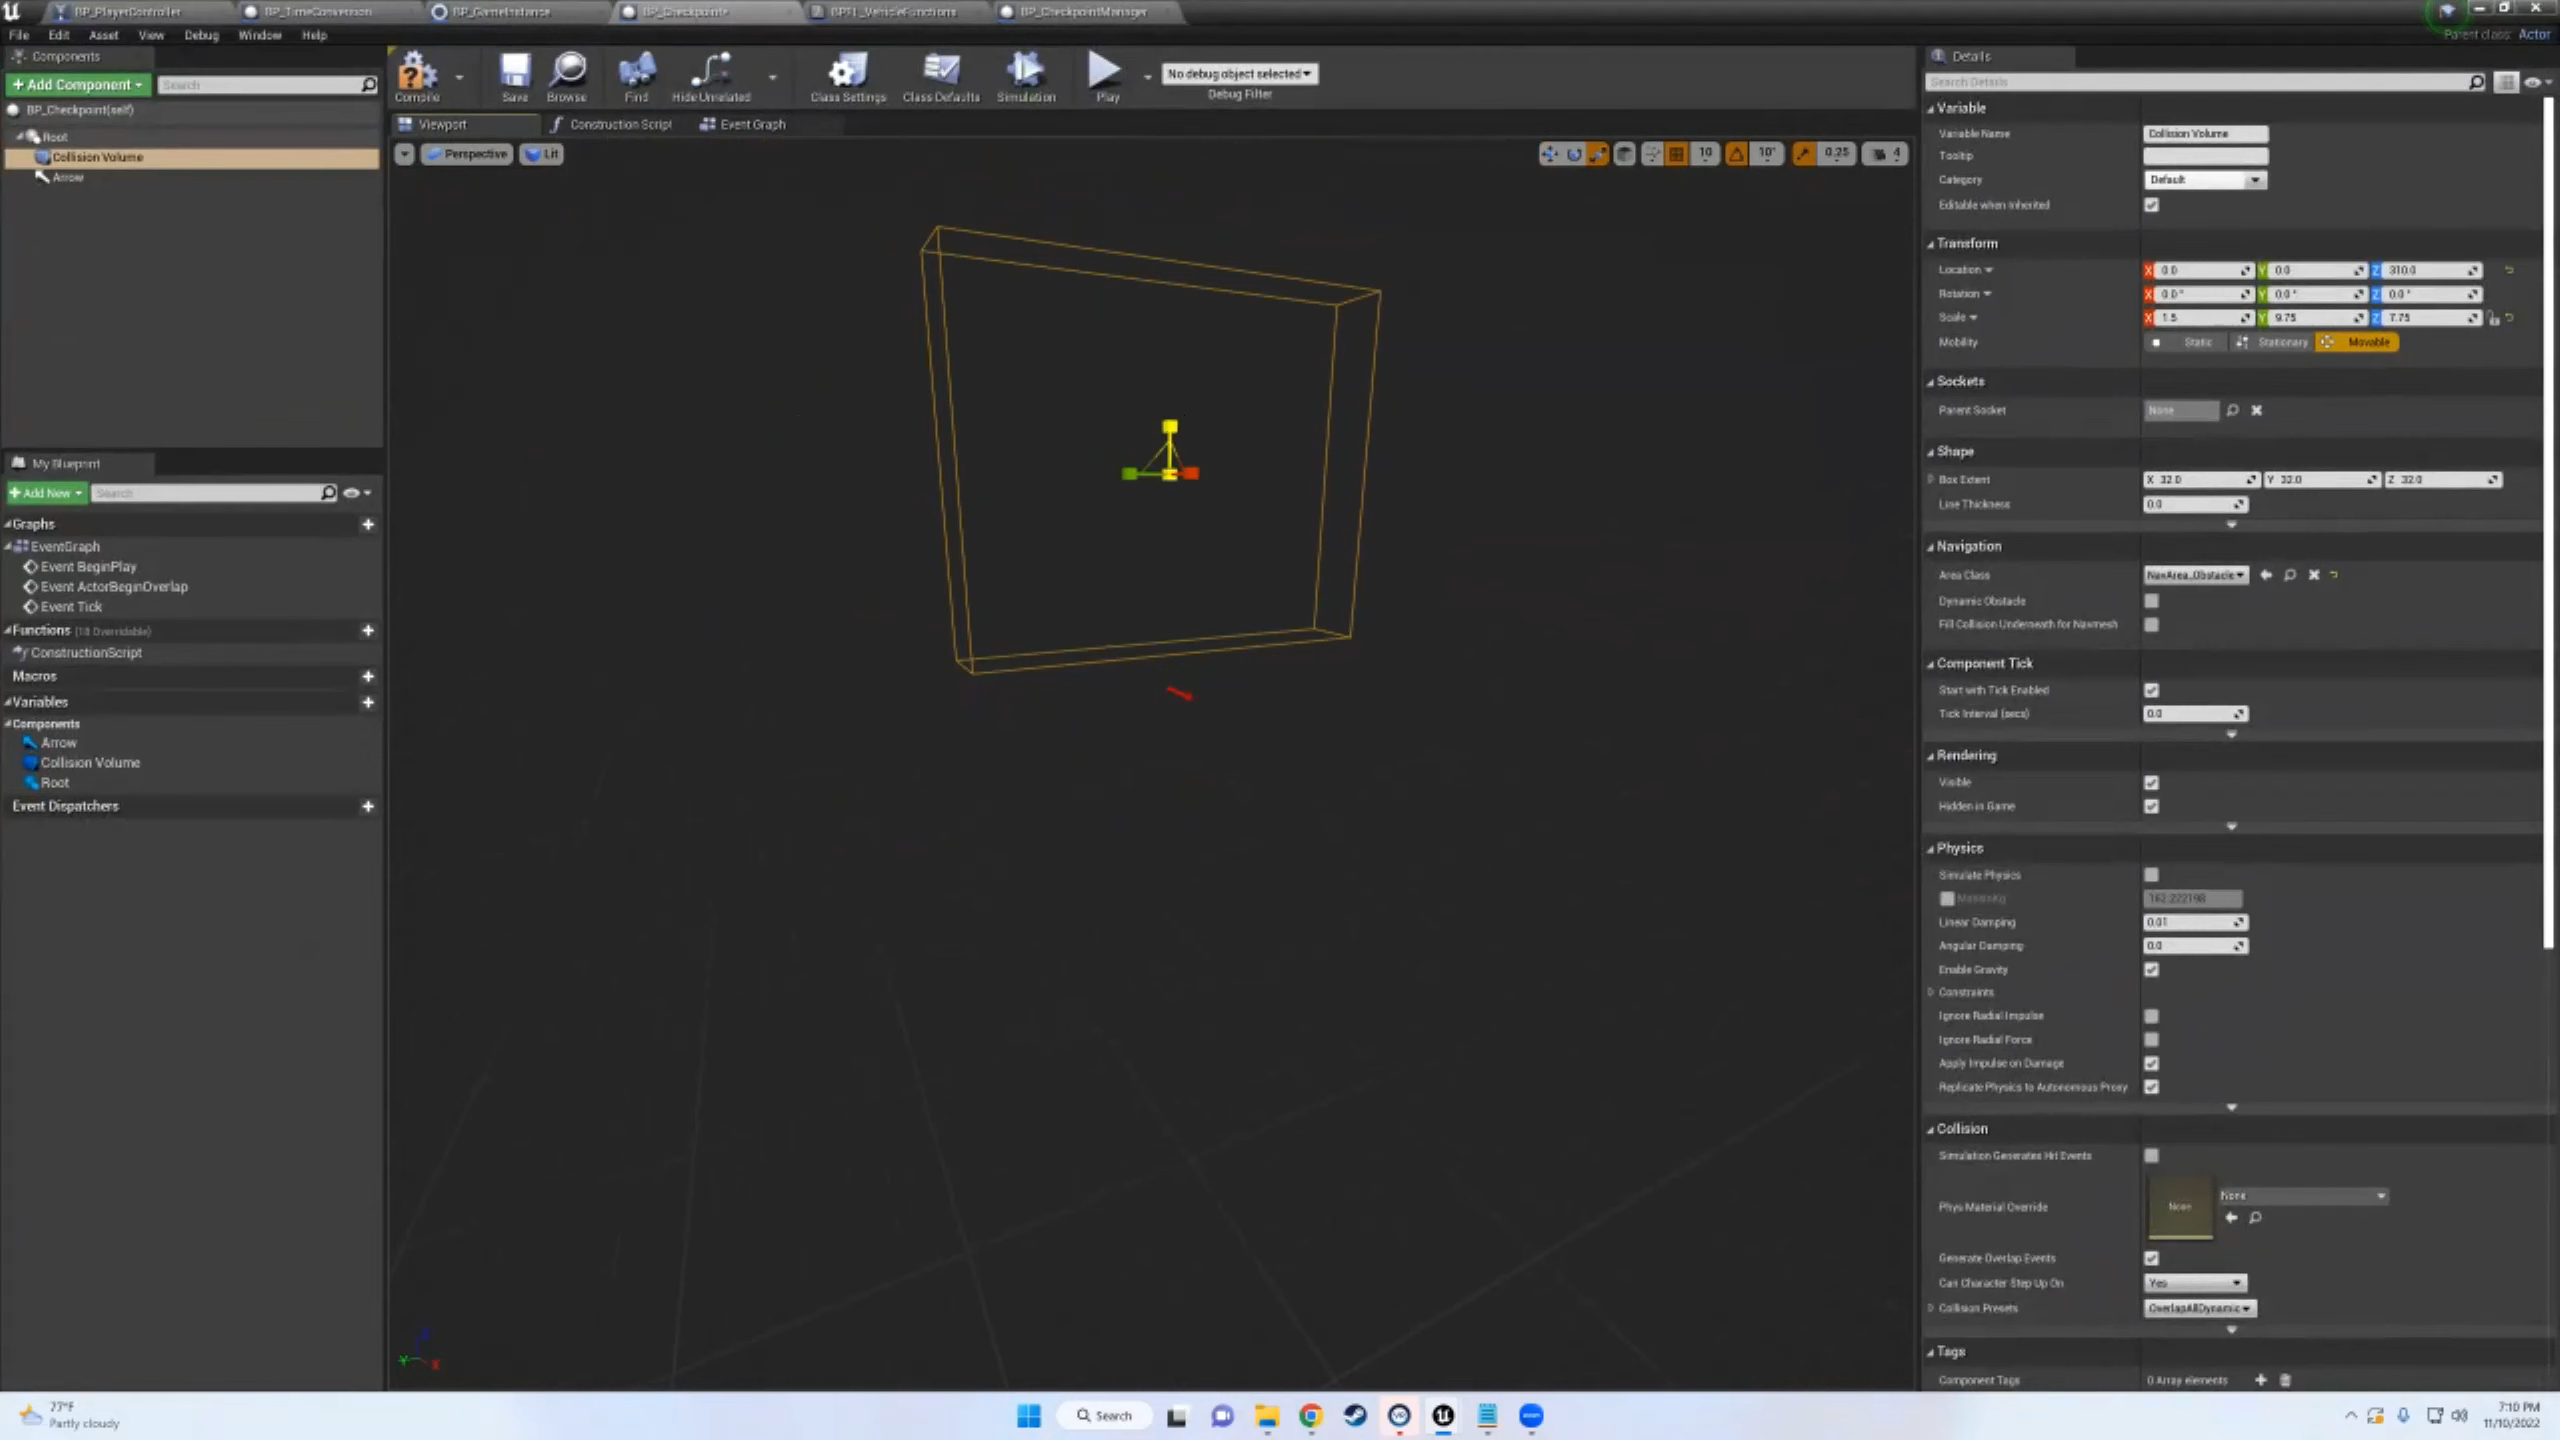 BP_PlayerController
BP_TimeConversion
BP_GameInstance
BP_Checkpoint
BPFL_VehicleFunctions
BP_CheckpointManager
File Edit Asset View Debug Window Help
Parent class: Actor
Components
+ Add Component
Search
BP_Checkpoint(self)
Root
Collision Volume
Arrow
Compile
Save
Browse
Find
Hide Unrelated
Class Settings
Class Defaults
Simulation
Play
No debug object selected
Debug Filter
Viewport
Construction Script
Event Graph
Perspective
Lit
10
10°
0.25
4
My Blueprint
+ Add New
Search
Graphs
EventGraph
Event BeginPlay
Event ActorBeginOverlap
Event Tick
Functions (18 Overridable)
ConstructionScript
Macros
Variables
Components
Arrow
Collision Volume
Root
Event Dispatchers
Details
Search Details
Variable
Variable Name Collision Volume
Tooltip
Category Default
Editable when Inherited
Transform
Location X 0.0 Y 0.0 Z 310.0
Rotation X 0.0° Y 0.0° Z 0.0°
Scale X 1.5 Y 9.75 Z 7.75
Mobility Static Stationary Movable
Sockets
Parent Socket None
Shape
Box Extent X 32.0 Y 32.0 Z 32.0
Line Thickness 0.0
Navigation
Area Class NavArea_Obstacle
Dynamic Obstacle
Fill Collision Underneath for Navmesh
Component Tick
Start with Tick Enabled
Tick Interval (secs) 0.0
Rendering
Visible
Hidden in Game
Physics
Simulate Physics
MassInKg 162.222198
Linear Damping 0.01
Angular Damping 0.0
Enable Gravity
Constraints
Ignore Radial Impulse
Ignore Radial Force
Apply Impulse on Damage
Replicate Physics to Autonomous Proxy
Collision
Simulation Generates Hit Events
Phys Material Override None None
Generate Overlap Events
Can Character Step Up On Yes
Collision Presets OverlapAllDynamic
Tags
Component Tags 0 Array elements
Y X Z
77°F
Partly cloudy
Search
zoom
7:10 PM
11/10/2022